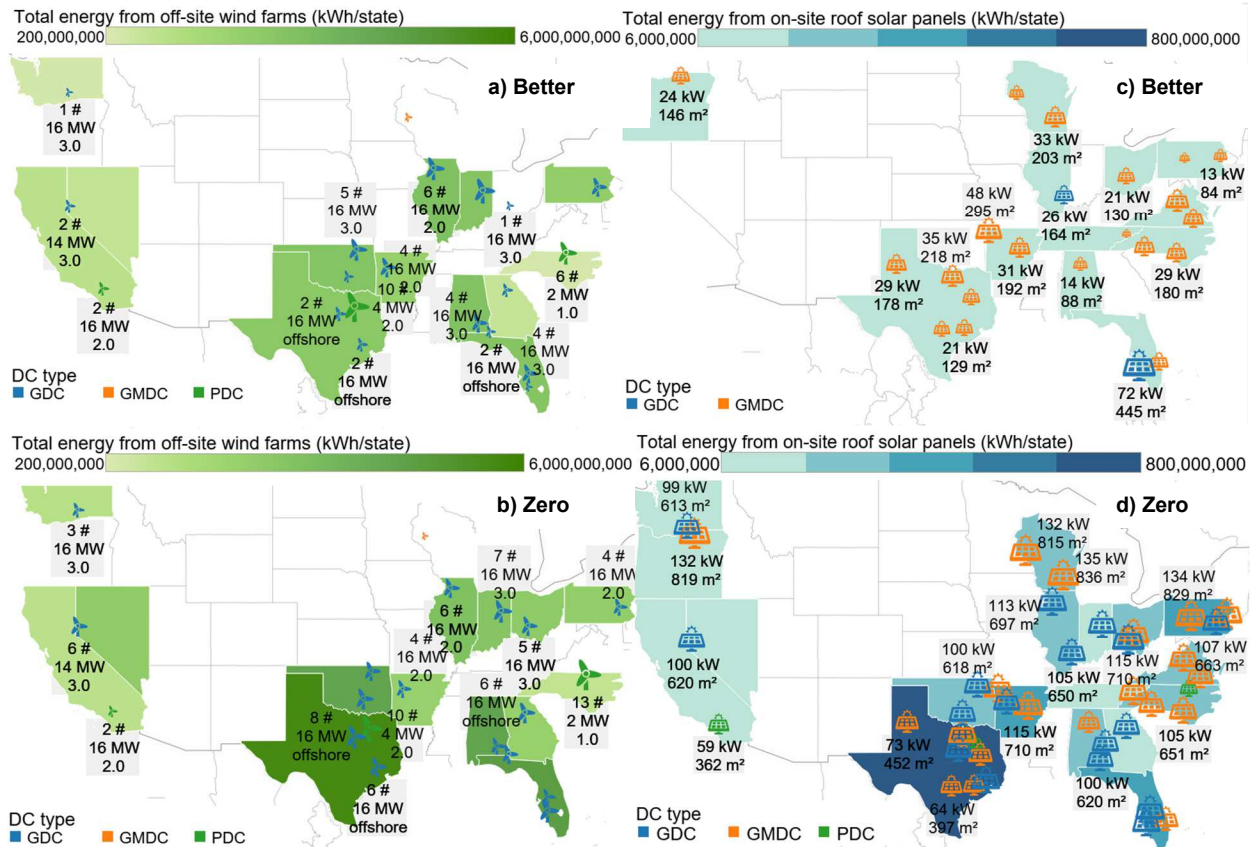 Total energy from off-site wind farms (kWh/state)
200,000,000
6,000,000,000
a) Better
1 #
16 MW
3.0
2 #
14 MW
3.0
2 #
16 MW
2.0
5 #
16 MW
3.0
6 #
16 MW
2.0
1 #
16 MW
3.0
4 #
16 MW
2.0
10 #
4 MW
2.0
6 #
2 MW
1.0
2 #
16 MW
offshore
4 #
16 MW
3.0
4 #
16 MW
3.0
2 #
16 MW
offshore
2 #
16 MW
offshore
DC type
GDC
GMDC
PDC
Total energy from on-site roof solar panels (kWh/state)
6,000,000
800,000,000
c) Better
24 kW
146 m²
33 kW
203 m²
13 kW
84 m²
21 kW
130 m²
48 kW
295 m²
26 kW
164 m²
35 kW
218 m²
31 kW
192 m²
29 kW
178 m²
14 kW
88 m²
29 kW
180 m²
21 kW
129 m²
72 kW
445 m²
DC type
GDC
GMDC
Total energy from off-site wind farms (kWh/state)
200,000,000
6,000,000,000
b) Zero
3 #
16 MW
3.0
6 #
14 MW
3.0
2 #
16 MW
2.0
7 #
16 MW
3.0
4 #
16 MW
2.0
6 #
16 MW
2.0
5 #
16 MW
3.0
4 #
16 MW
2.0
10 #
4 MW
2.0
6 #
16 MW
offshore
13 #
2 MW
1.0
8 #
16 MW
offshore
6 #
16 MW
offshore
DC type
GDC
GMDC
PDC
Total energy from on-site roof solar panels (kWh/state)
6,000,000
800,000,000
d) Zero
99 kW
613 m²
132 kW
819 m²
132 kW
815 m²
135 kW
836 m²
134 kW
829 m²
113 kW
697 m²
100 kW
620 m²
100 kW
618 m²
105 kW
650 m²
115 kW
710 m²
107 kW
663 m²
59 kW
362 m²
73 kW
452 m²
115 kW
710 m²
105 kW
651 m²
100 kW
620 m²
64 kW
397 m²
DC type
GDC
GMDC
PDC